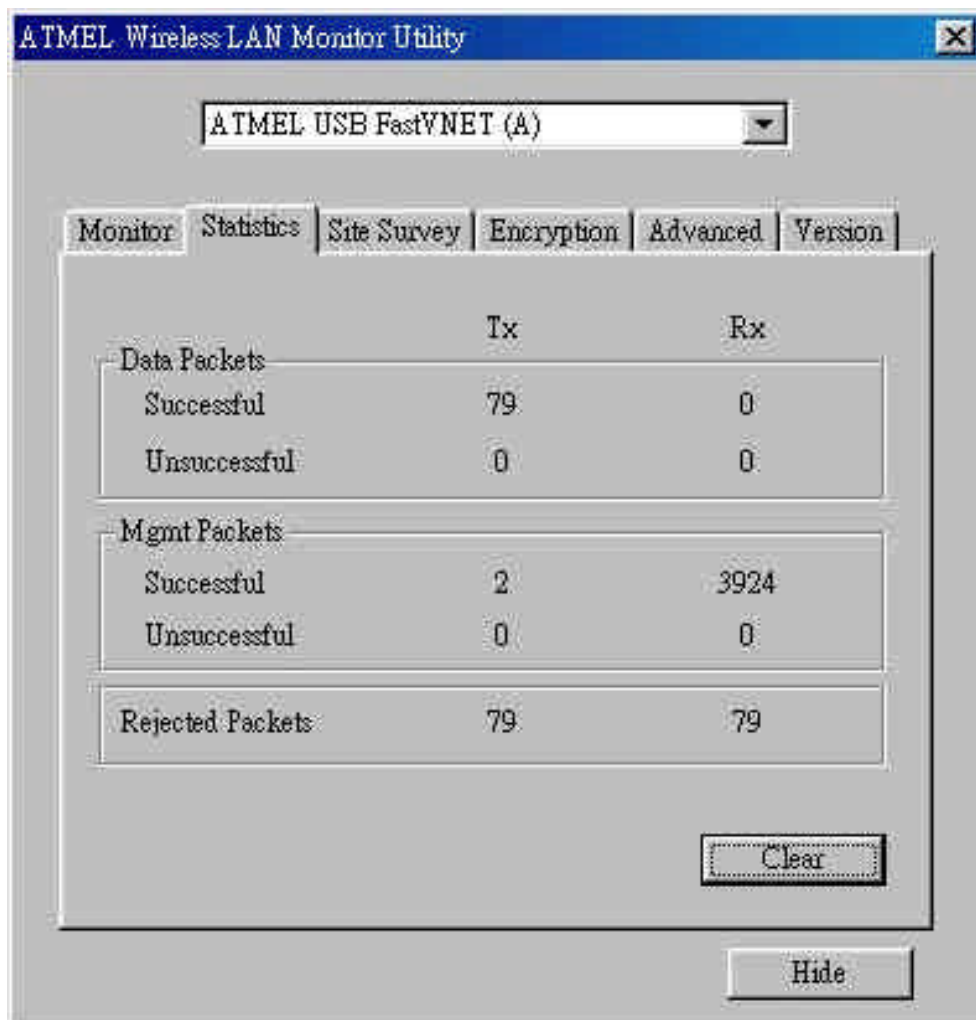 ATMEL Wireless LAN Monitor Utility
ATMEL USB FastVNET (A)
Monitor Statistics Site Survey Encryption Advanced Version
Tx Rx
Data Packets
Successful 79 0
Unsuccessful 0 0
Mgmt Packets
Successful 2 3924
Unsuccessful 0 0
Rejected Packets 79 79
Clear
Hide